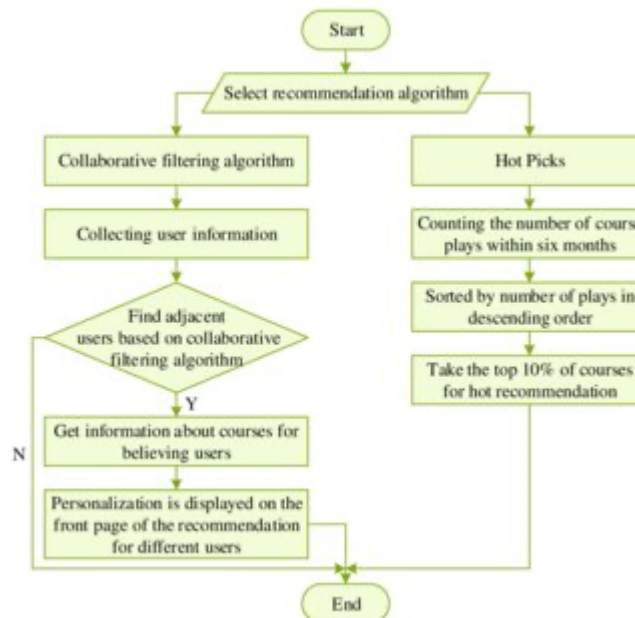 Start
Select recommendation algorithm
Collaborative filtering algorithm
Hot Picks
Collecting user information
Counting the number of cours
plays within six months
Find adjacent
users based on collaborative
filtering algorithm
Sorted by number of plays in
descending order
Take the top 10% of courses
for hot recommendation
Y
N
Get information about courses for
believing users
Personalization is displayed on the
front page of the recommendation
for different users
End